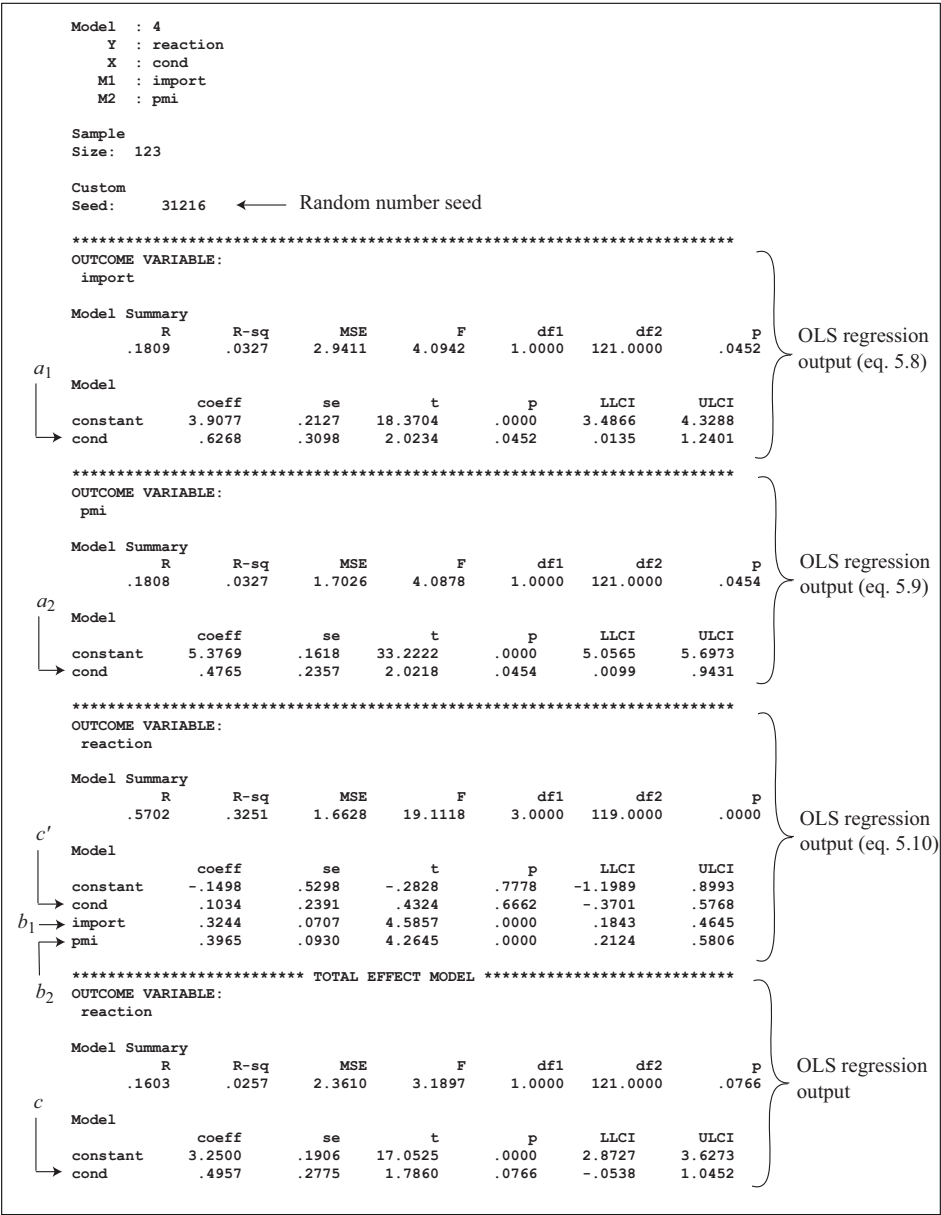 Model : 4
Y : reaction
X : cond
M1 : import
M2 : pmi
Sample
Size: 123
Custom
Seed: 31216 Random number seed
**************************************************************************
OUTCOME VARIABLE:
import
Model Summary
R R-sq MSE F df1 df2 p
.1809 .0327 2.9411 4.0942 1.0000 121.0000 .0452
OLS regression
output (eq. 5.8)
a1
Model
coeff se t p LLCI ULCI
constant 3.9077 .2127 18.3704 .0000 3.4866 4.3288
cond .6268 .3098 2.0234 .0452 .0135 1.2401
**************************************************************************
OUTCOME VARIABLE:
pmi
Model Summary
R R-sq MSE F df1 df2 p
.1808 .0327 1.7026 4.0878 1.0000 121.0000 .0454
OLS regression
output (eq. 5.9)
a2
Model
coeff se t p LLCI ULCI
constant 5.3769 .1618 33.2222 .0000 5.0565 5.6973
cond .4765 .2357 2.0218 .0454 .0099 .9431
**************************************************************************
OUTCOME VARIABLE:
reaction
Model Summary
R R-sq MSE F df1 df2 p
.5702 .3251 1.6628 19.1118 3.0000 119.0000 .0000
OLS regression
output (eq. 5.10)
c′
Model
coeff se t p LLCI ULCI
constant -.1498 .5298 -.2828 .7778 -1.1989 .8993
cond .1034 .2391 .4324 .6662 -.3701 .5768
b1 import .3244 .0707 4.5857 .0000 .1843 .4645
pmi .3965 .0930 4.2645 .0000 .2124 .5806
************************** TOTAL EFFECT MODEL ****************************
b2 OUTCOME VARIABLE:
reaction
Model Summary
R R-sq MSE F df1 df2 p
.1603 .0257 2.3610 3.1897 1.0000 121.0000 .0766
OLS regression
output
c
Model
coeff se t p LLCI ULCI
constant 3.2500 .1906 17.0525 .0000 2.8727 3.6273
cond .4957 .2775 1.7860 .0766 -.0538 1.0452